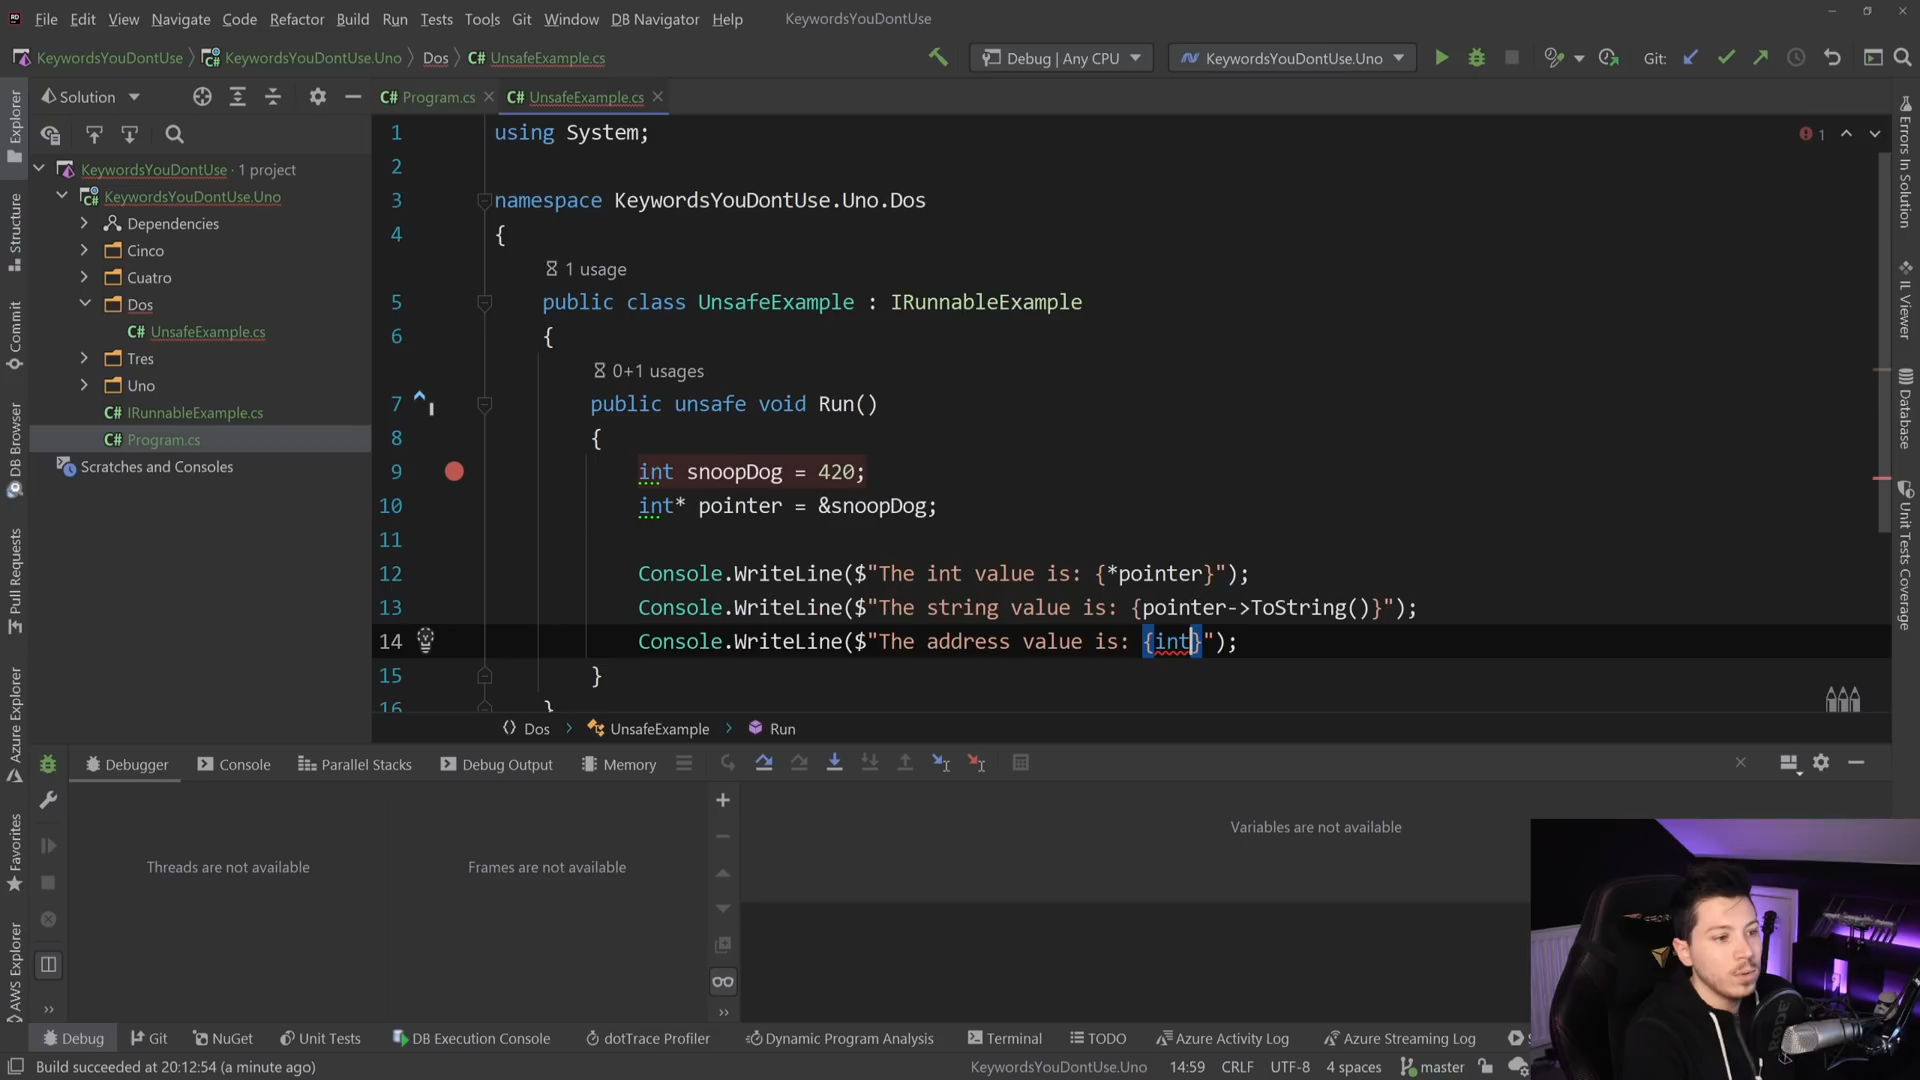 File Edit View Navigate Code Refactor Build Run Tests Tools Git Window DB Navigator Help KeywordsYouDontUse
KeywordsYouDontUse KeywordsYouDontUse.Uno Dos C# UnsafeExample.cs Debug | Any CPU KeywordsYouDontUse.Uno Git:
Solution
C# Program.cs C# UnsafeExample.cs
KeywordsYouDontUse · 1 project
KeywordsYouDontUse.Uno
Dependencies
Cinco
Cuatro
Dos
C# UnsafeExample.cs
Tres
Uno
C# IRunnableExample.cs
C# Program.cs
Scratches and Consoles
1 using System;
1
2
3 namespace KeywordsYouDontUse.Uno.Dos
4 {
1 usage
5 public class UnsafeExample : IRunnableExample
6 {
0+1 usages
7 public unsafe void Run()
8 {
9 int snoopDog = 420;
10 int* pointer = &snoopDog;
11
12 Console.WriteLine($"The int value is: {*pointer}");
13 Console.WriteLine($"The string value is: {pointer->ToString()}");
14 Console.WriteLine($"The address value is: {int}");
15 }
16 }
Dos UnsafeExample Run
Explorer
Structure
Commit
DB Browser
Pull Requests
Azure Explorer
Favorites
AWS Explorer
Errors In Solution
IL Viewer
Database
Unit Tests Coverage
Debugger Console Parallel Stacks Debug Output Memory
Threads are not available
Frames are not available
Variables are not available
Debug Git NuGet Unit Tests DB Execution Console dotTrace Profiler Dynamic Program Analysis Terminal TODO Azure Activity Log Azure Streaming Log
Build succeeded at 20:12:54 (a minute ago) KeywordsYouDontUse.Uno 14:59 CRLF UTF-8 4 spaces master